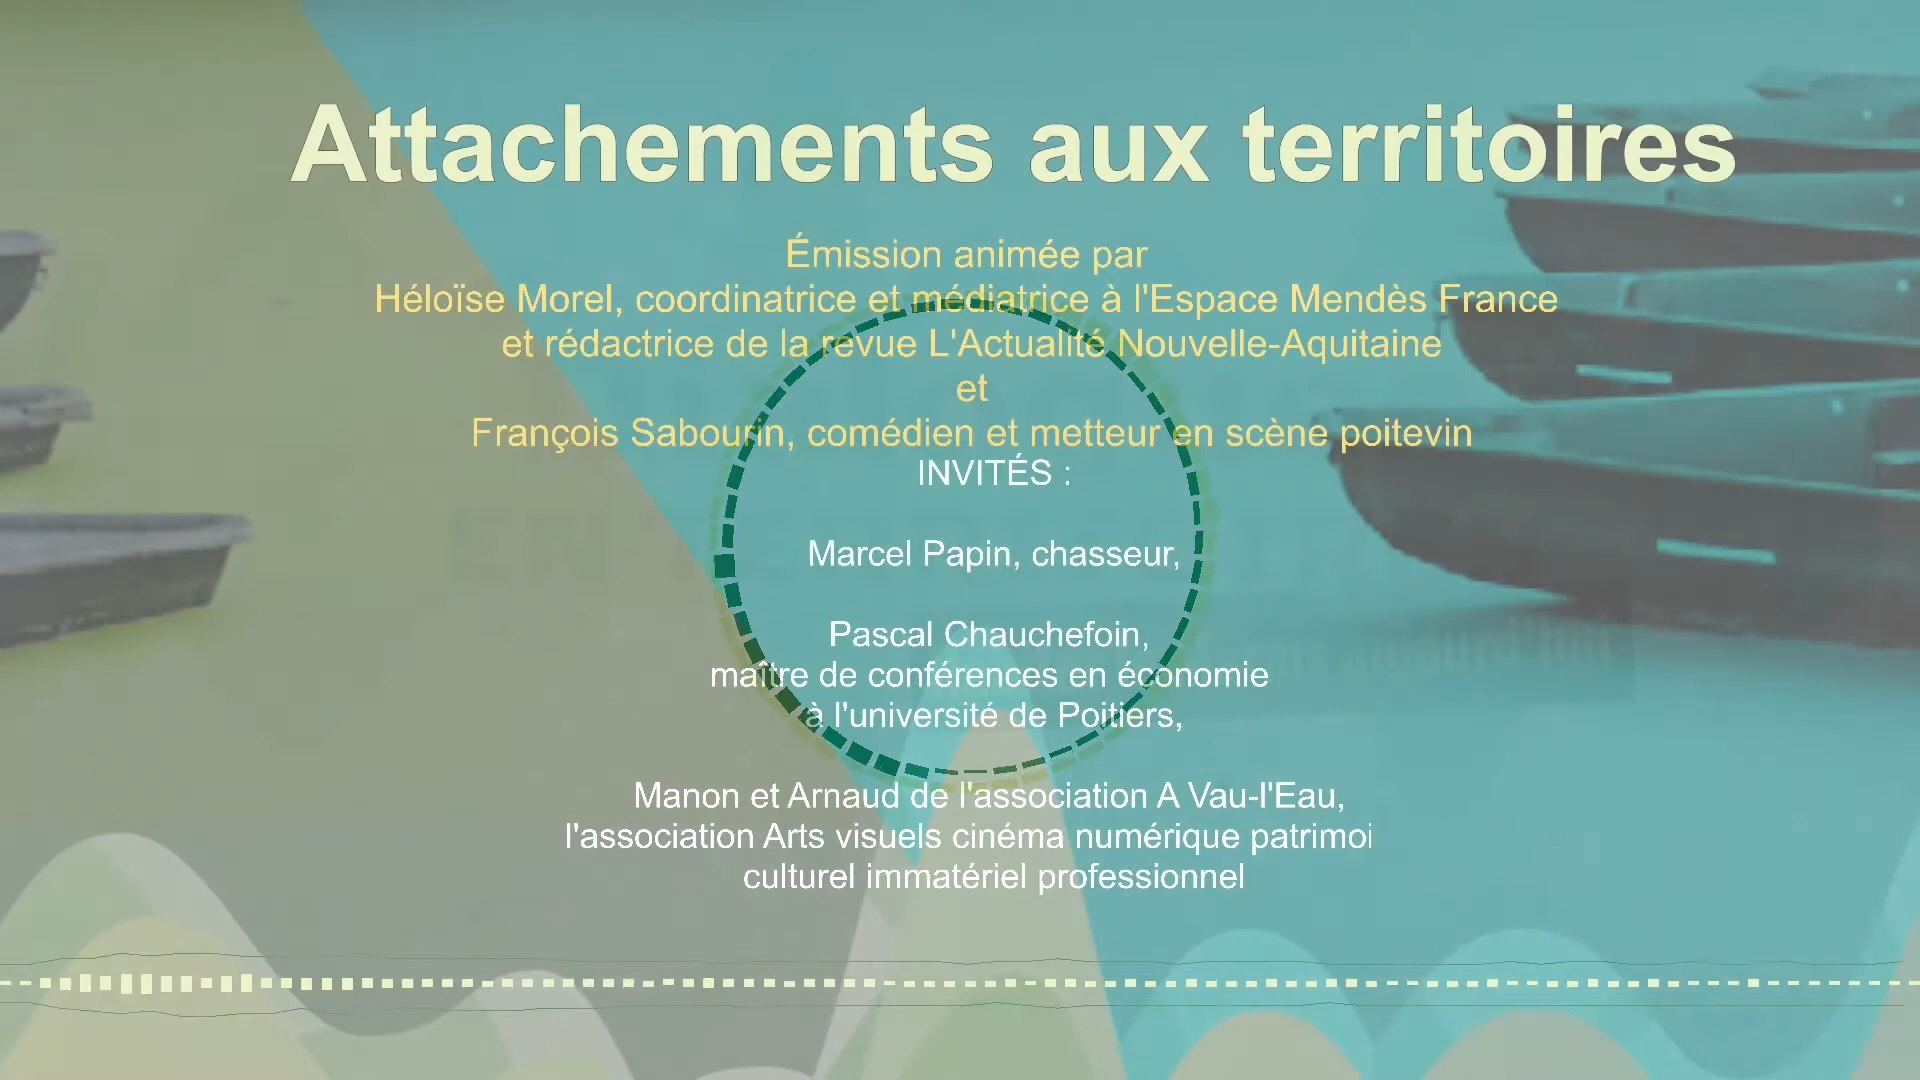 Attachements aux territoires
Émission animée par
Héloïse Morel, coordinatrice et médiatrice à l'Espace Mendès France
et rédactrice de la revue L'Actualité Nouvelle-Aquitaine
et
François Sabourin, comédien et metteur en scène poitevin
INVITÉS :
Marcel Papin, chasseur,
Pascal Chauchefoin,
maître de conférences en économie
à l'université de Poitiers,
Manon et Arnaud de l'association A Vau-l'Eau,
l'association Arts visuels cinéma numérique patrimoi
culturel immatériel professionnel